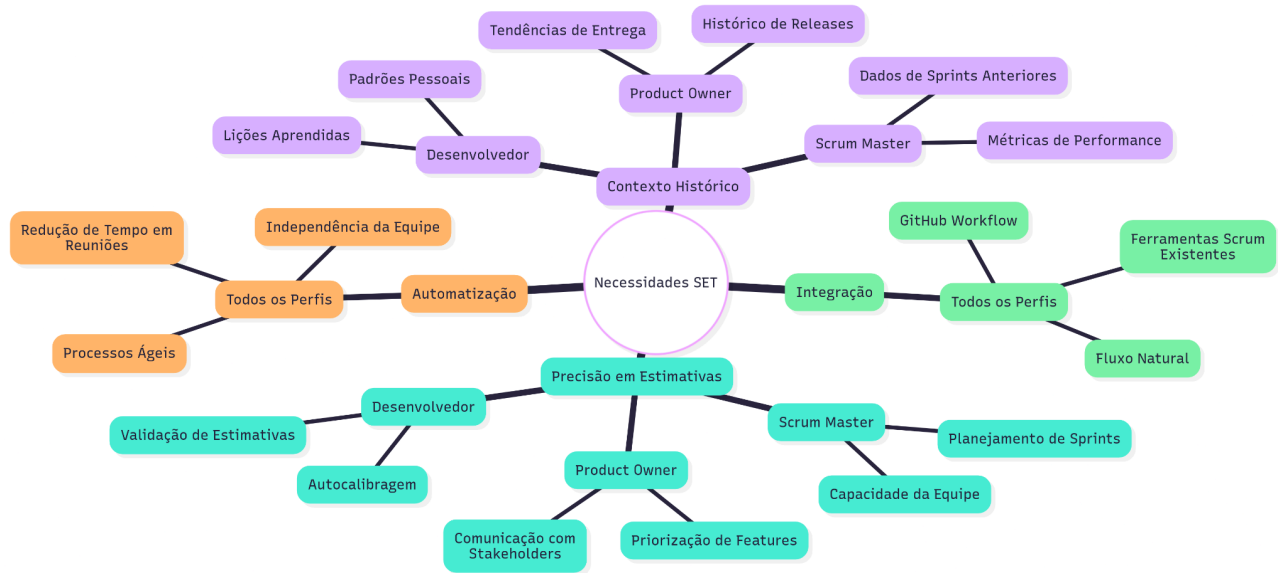 Tendências de Entrega
Histórico de Releases
Padrões Pessoais
Product Owner
Dados de Sprints Anteriores
Lições Aprendidas
Desenvolvedor
Scrum Master
Métricas de Performance
Contexto Histórico
Redução de Tempo em
Reuniões
Independência da Equipe
GitHub Workflow
Ferramentas Scrum
Existentes
Todos os Perfis
Automatização
Necessidades SET
Integração
Todos os Perfis
Processos Ágeis
Fluxo Natural
Precisão em Estimativas
Desenvolvedor
Scrum Master
Validação de Estimativas
Planejamento de Sprints
Autocalibragem
Product Owner
Capacidade da Equipe
Comunicação com
Stakeholders
Priorização de Features